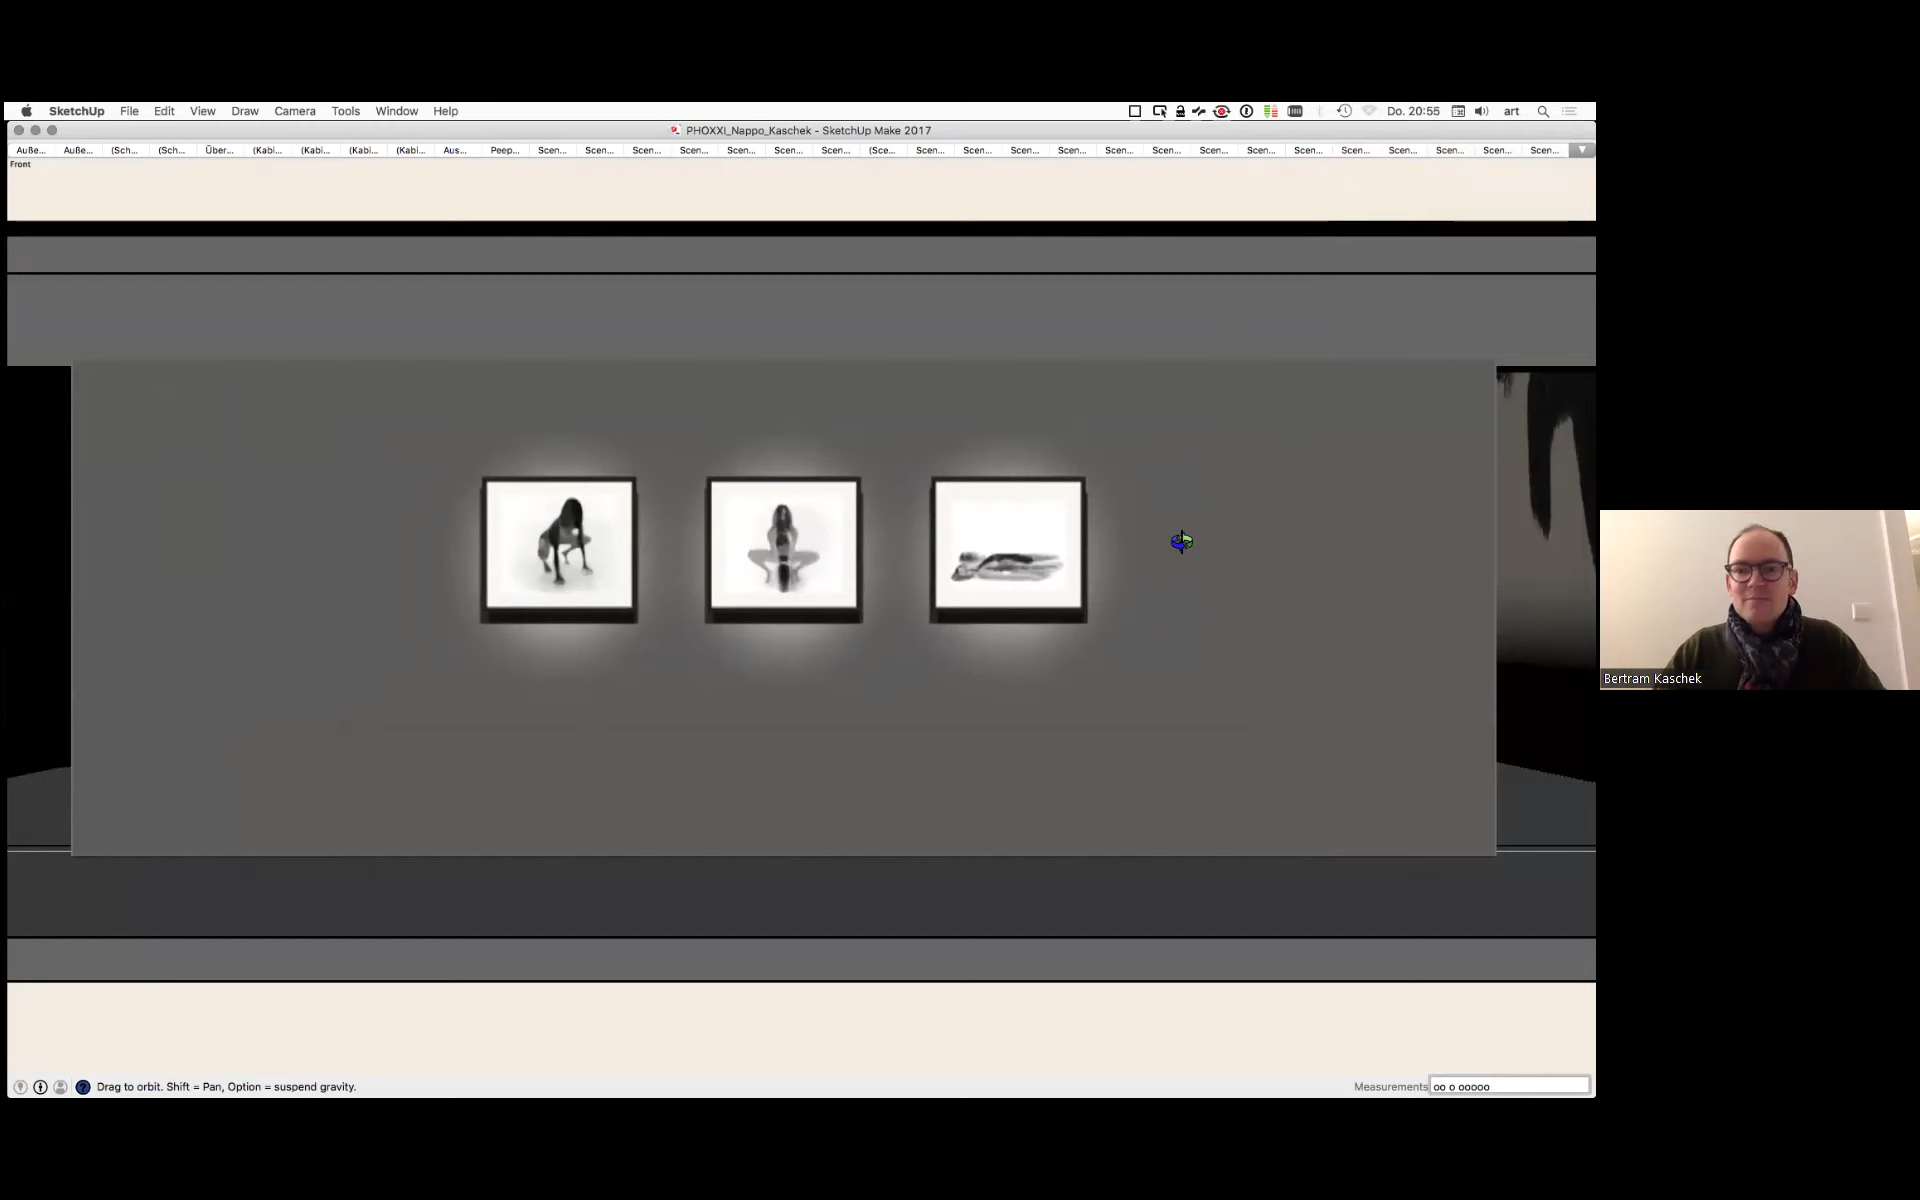 SketchUp File Edit View Draw Camera Tools Window Help Do. 20:55 art
PHOXXI_Nappo_Kaschek - SketchUp Make 2017
Auße... Auße... (Sch... (Sch... Über... (Kabi... (Kabi... (Kabi... (Kabi... Aus... Peep... Scen... Scen... Scen... Scen... Scen... Scen... Scen... (Sce... Scen... Scen... Scen... Scen... Scen... Scen... Scen... Scen... Scen... Scen... Scen... Scen... Scen... Scen...
Front
Bertram Kaschek
Drag to orbit. Shift = Pan, Option = suspend gravity.
Measurements oo o ooooo